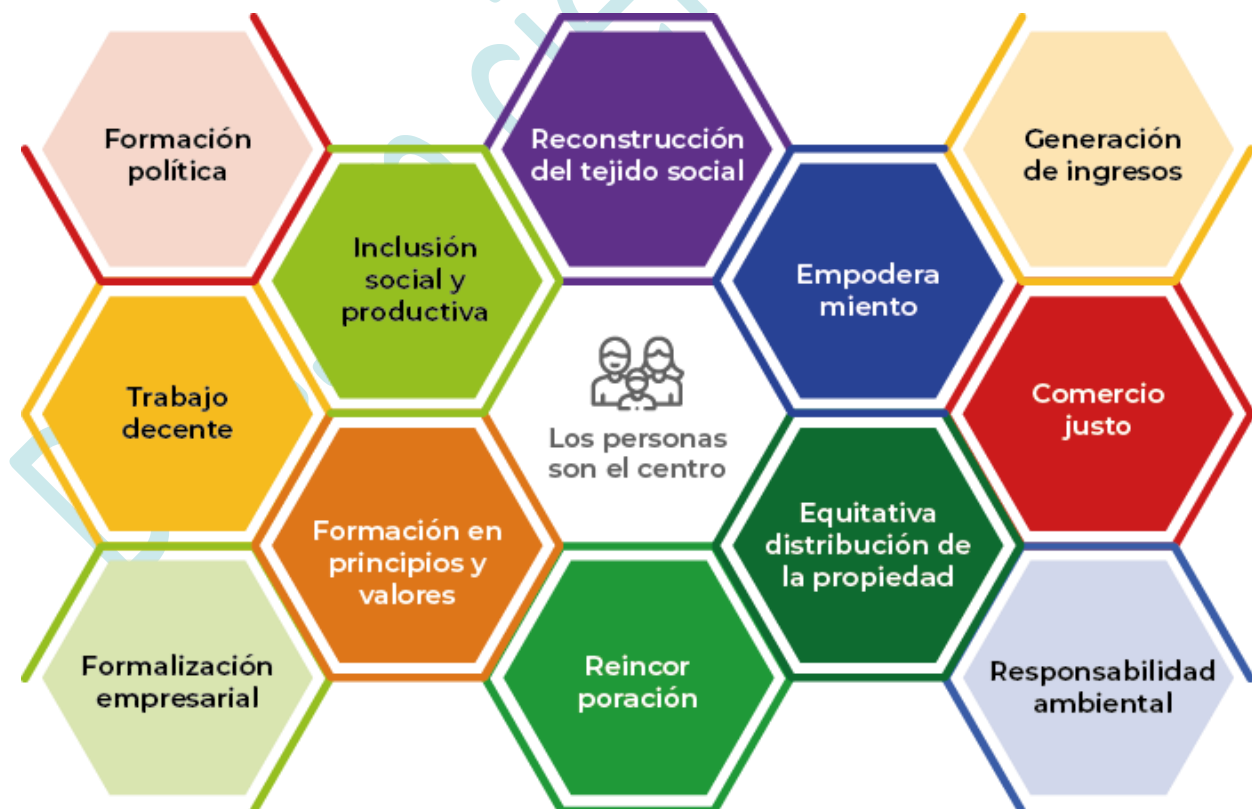 Formación
política
Reconstrucción
del tejido social
Generación
de ingresos
Inclusión
social y
productiva
Empodera
miento
Trabajo
decente
Los personas
son el centro
Comercio
justo
Formación en
principios y
valores
Equitativa
distribución de
la propiedad
Formalización
empresarial
Reincor
poración
Responsabilidad
ambiental